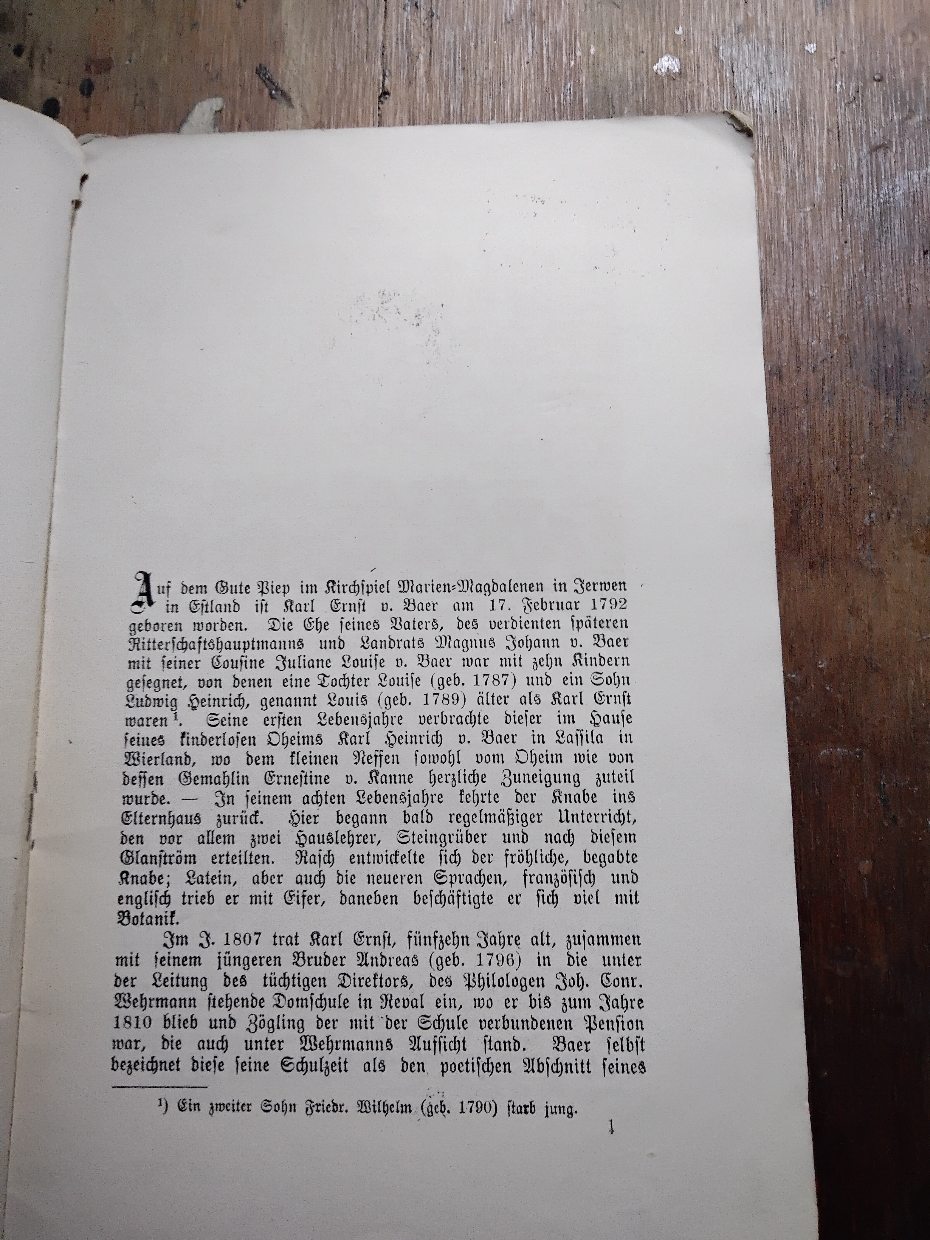 Auf dem Gute Piep im Kirchspiel Marien-Magdalenen in Jerwen
in Estland ist Karl Ernst v. Baer am 17. Februar 1792
geboren worden. Die Ehe seines Vaters, des verdienten späteren
Ritterschaftshauptmanns und Landrats Magnus Johann v. Baer
mit seiner Cousine Juliane Louise v. Baer war mit zehn Kindern
gesegnet, von denen eine Tochter Louise (geb. 1787) und ein Sohn
Ludwig Heinrich, genannt Louis (geb. 1789) älter als Karl Ernst
waren ¹. Seine ersten Lebensjahre verbrachte dieser im Hause
seines kinderlosen Oheims Karl Heinrich v. Baer in Lassila in
Wierland, wo dem kleinen Neffen sowohl vom Oheim wie von
dessen Gemahlin Ernestine v. Kanne herzliche Zuneigung zuteil
wurde. — In seinem achten Lebensjahre kehrte der Knabe ins
Elternhaus zurück. Hier begann bald regelmäßiger Unterricht,
den vor allem zwei Hauslehrer, Steingrüber und nach diesem
Glanström erteilten. Rasch entwickelte sich der fröhliche, begabte
Knabe; Latein, aber auch die neueren Sprachen, französisch und
englisch trieb er mit Eifer, daneben beschäftigte er sich viel mit
Botanik.
Im J. 1807 trat Karl Ernst, fünfzehn Jahre alt, zusammen
mit seinem jüngeren Bruder Andreas (geb. 1796) in die unter
der Leitung des tüchtigen Direktors, des Philologen Joh. Conr.
Wehrmann stehende Domschule in Reval ein, wo er bis zum Jahre
1810 blieb und Zögling der mit der Schule verbundenen Pension
war, die auch unter Wehrmanns Aufsicht stand. Baer selbst
bezeichnet diese seine Schulzeit als den poetischen Abschnitt seines
¹) Ein zweiter Sohn Friedr. Wilhelm (geb. 1790) starb jung.
1